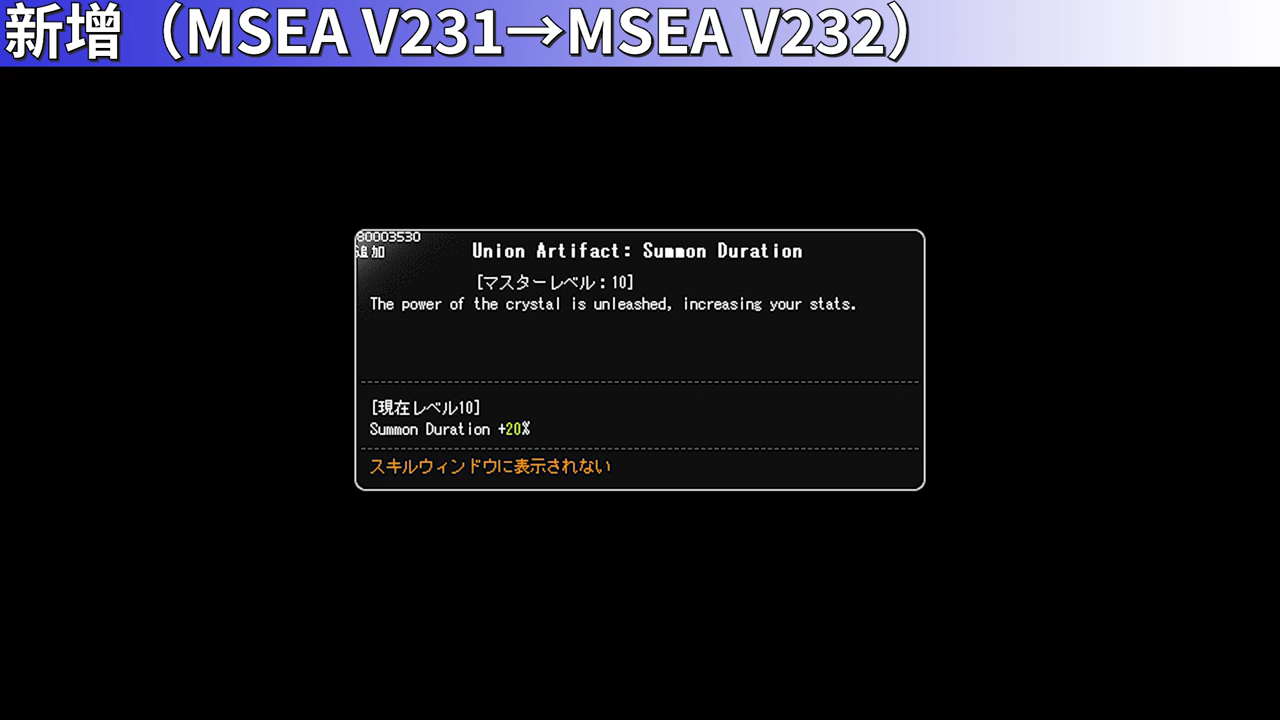 新増（MSEA V231→MSEA V232）
80003530
追加
Union Artifact: Summon Duration
[マスターレベル：10]
The power of the crystal is unleashed, increasing your stats.
[現在レベル10]
Summon Duration +20%
スキルウィンドウに表示されない